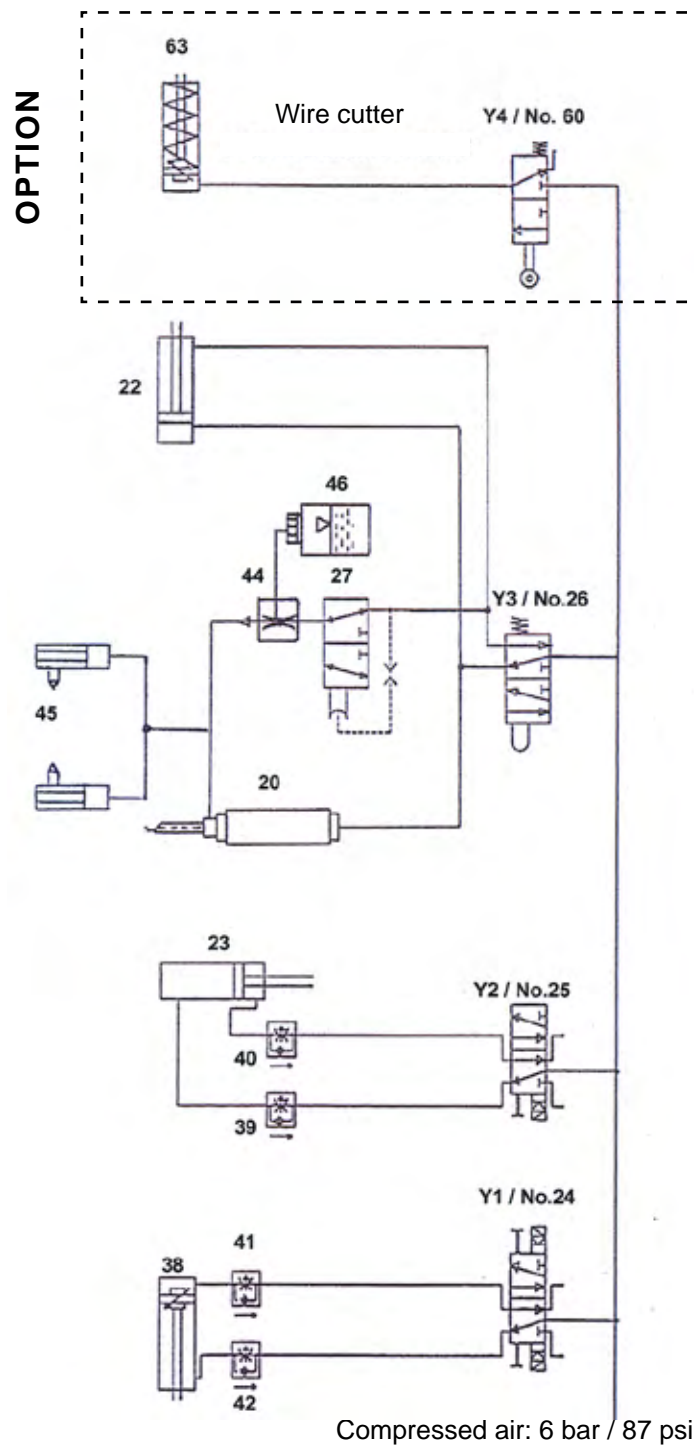 OPTION
63
Wire cutter
Y4 / No. 60
22
46
44
27
Y3 / No.26
45
20
23
Y2 / No.25
40
39
Y1 / No.24
41
38
42
Compressed air: 6 bar / 87 psi